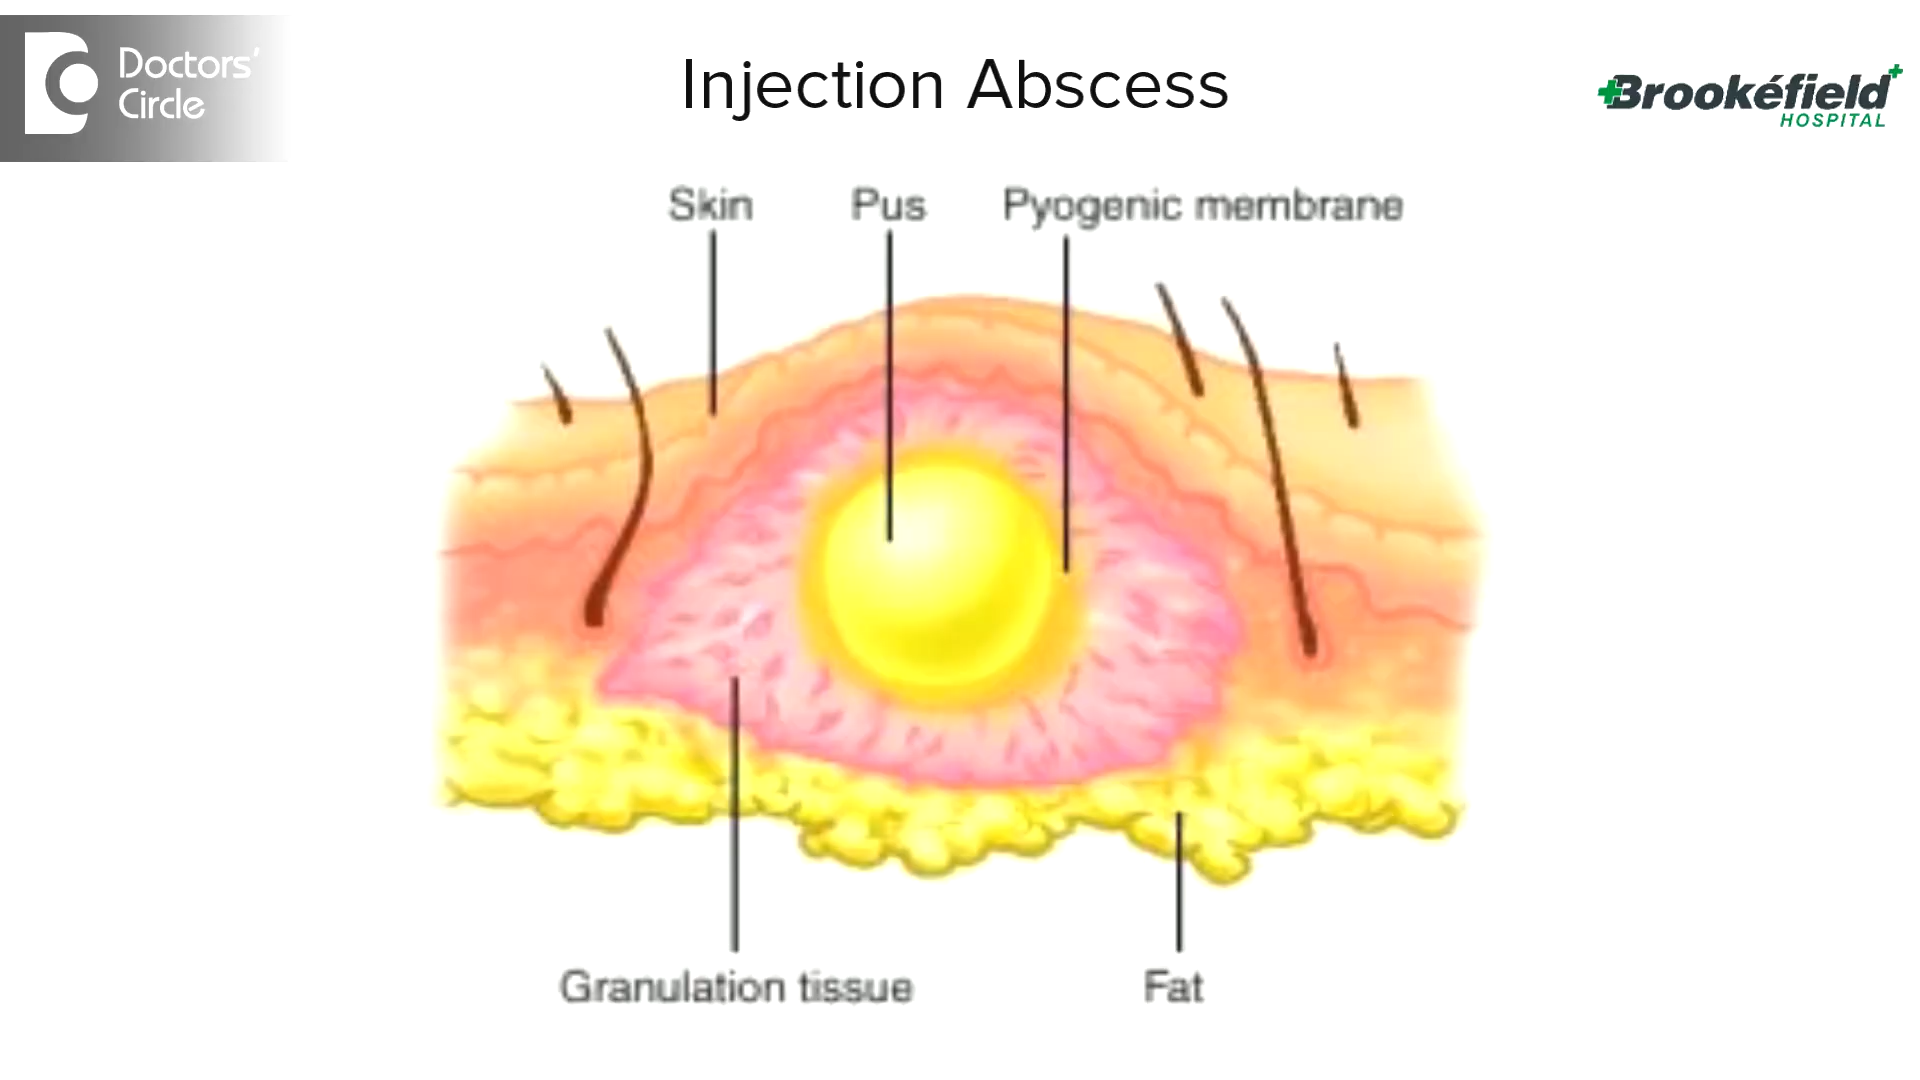 Doctors'
Circle
Injection Abscess
Brookéfield
HOSPITAL
Skin
Pus
Pyogenic membrane
Granulation tissue
Fat